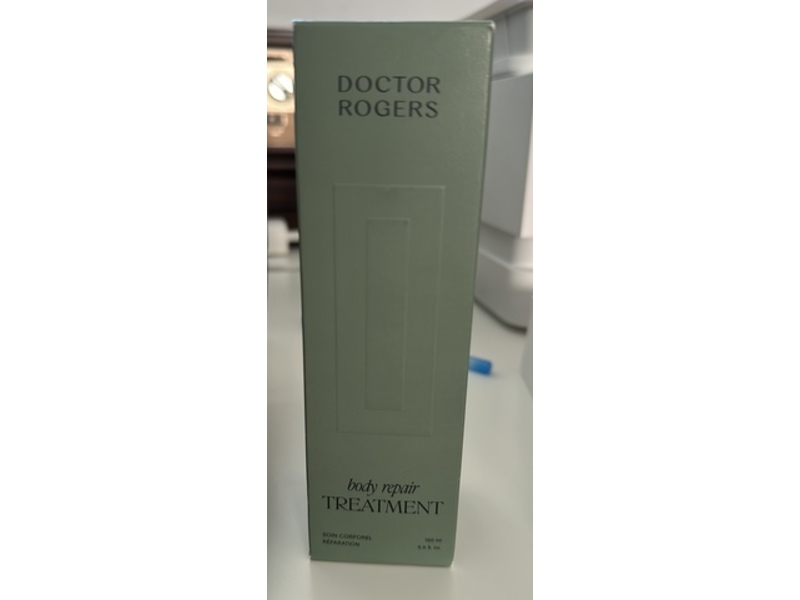 DOCTOR
ROGERS
body repair
TREATMENT
SOIN CORPOREL
RÉPARATION